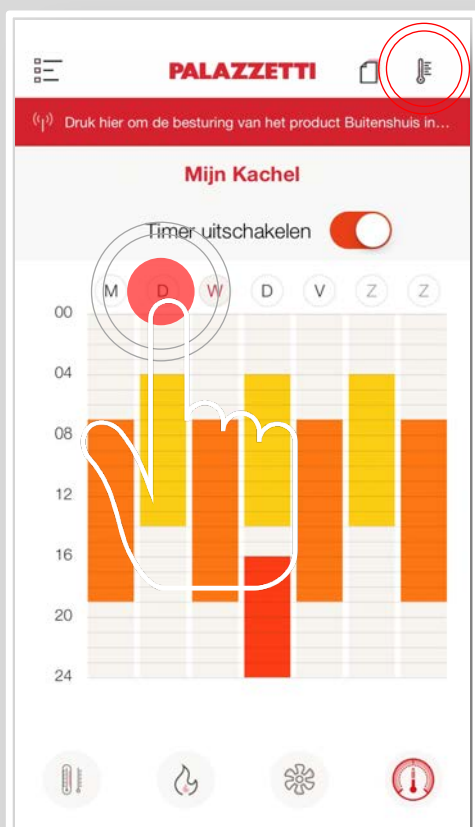 PALAZZETTI
Druk hier om de besturing van het product Buitenshuis in...
Mijn Kachel
Timer uitschakelen
M D W D V Z Z
00
04
08
12
16
20
24